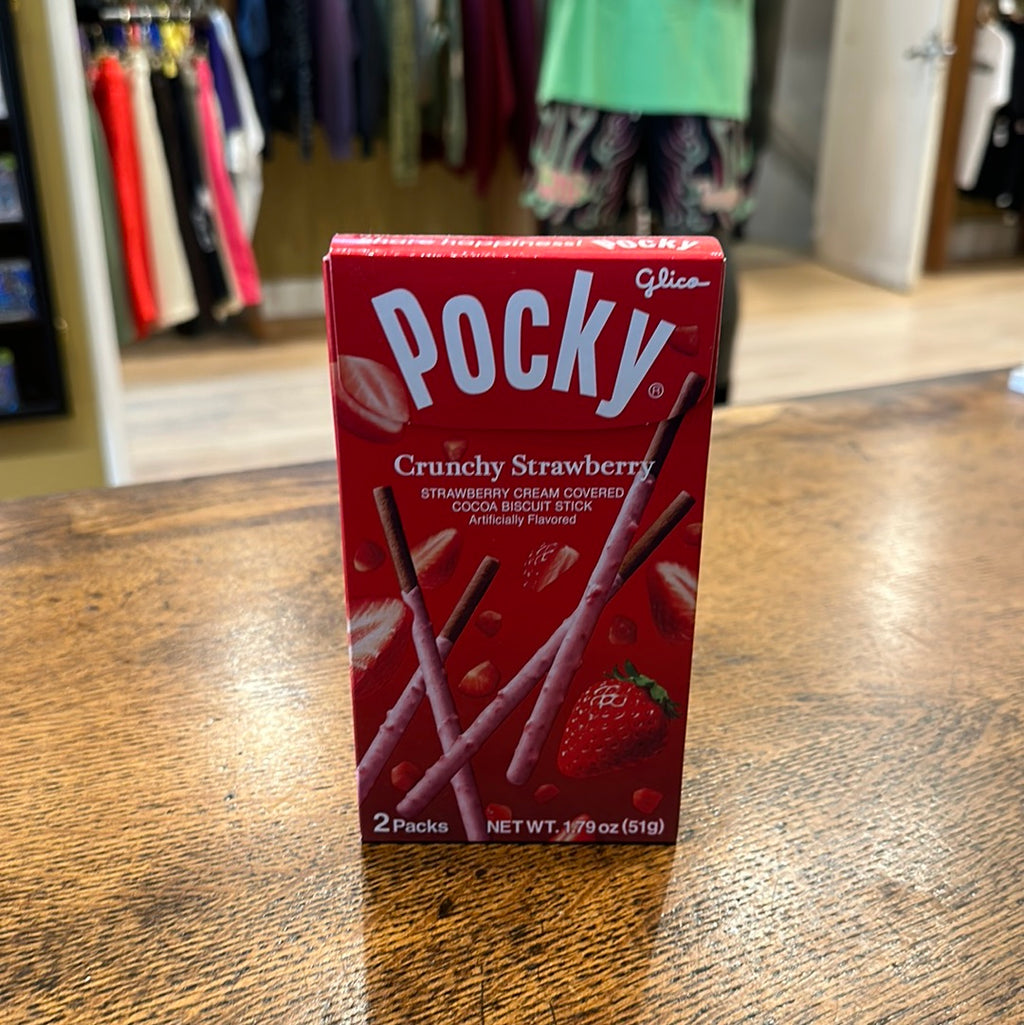 share happiness! Pocky
Glico
Pocky®
Crunchy Strawberry
STRAWBERRY CREAM COVERED
COCOA BISCUIT STICK
Artificially Flavored
2 Packs NET WT. 1.79 oz (51g)